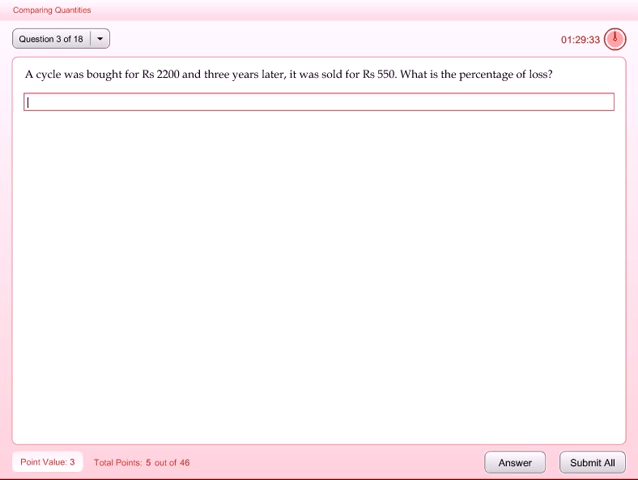 Comparing Quantities
Question 3 of 18
01:29:33
A cycle was bought for Rs 2200 and three years later, it was sold for Rs 550. What is the percentage of loss?
Point Value: 3
Total Points: 5 out of 46
Answer
Submit All